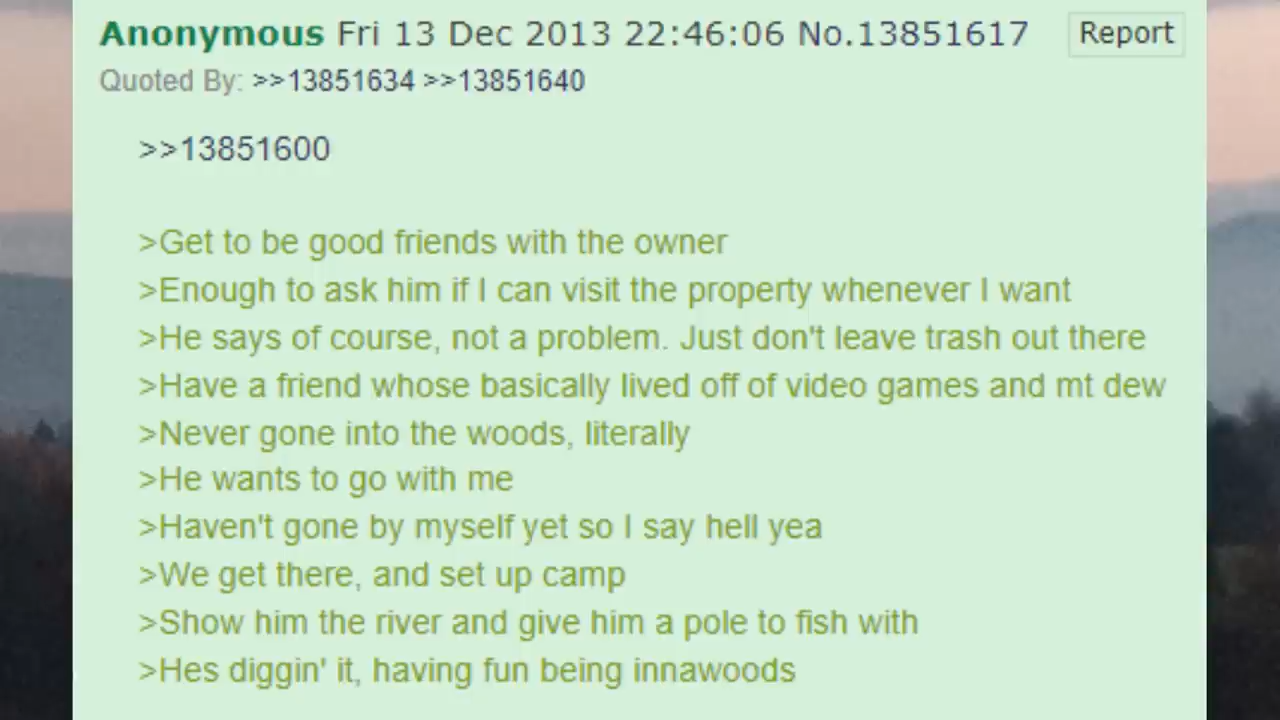 Anonymous Fri 13 Dec 2013 22:46:06 No.13851617 Report
Quoted By: >>13851634 >>13851640
>>13851600
>Get to be good friends with the owner
>Enough to ask him if I can visit the property whenever I want
>He says of course, not a problem. Just don't leave trash out there
>Have a friend whose basically lived off of video games and mt dew
>Never gone into the woods, literally
>He wants to go with me
>Haven't gone by myself yet so I say hell yea
>We get there, and set up camp
>Show him the river and give him a pole to fish with
>Hes diggin' it, having fun being innawoods